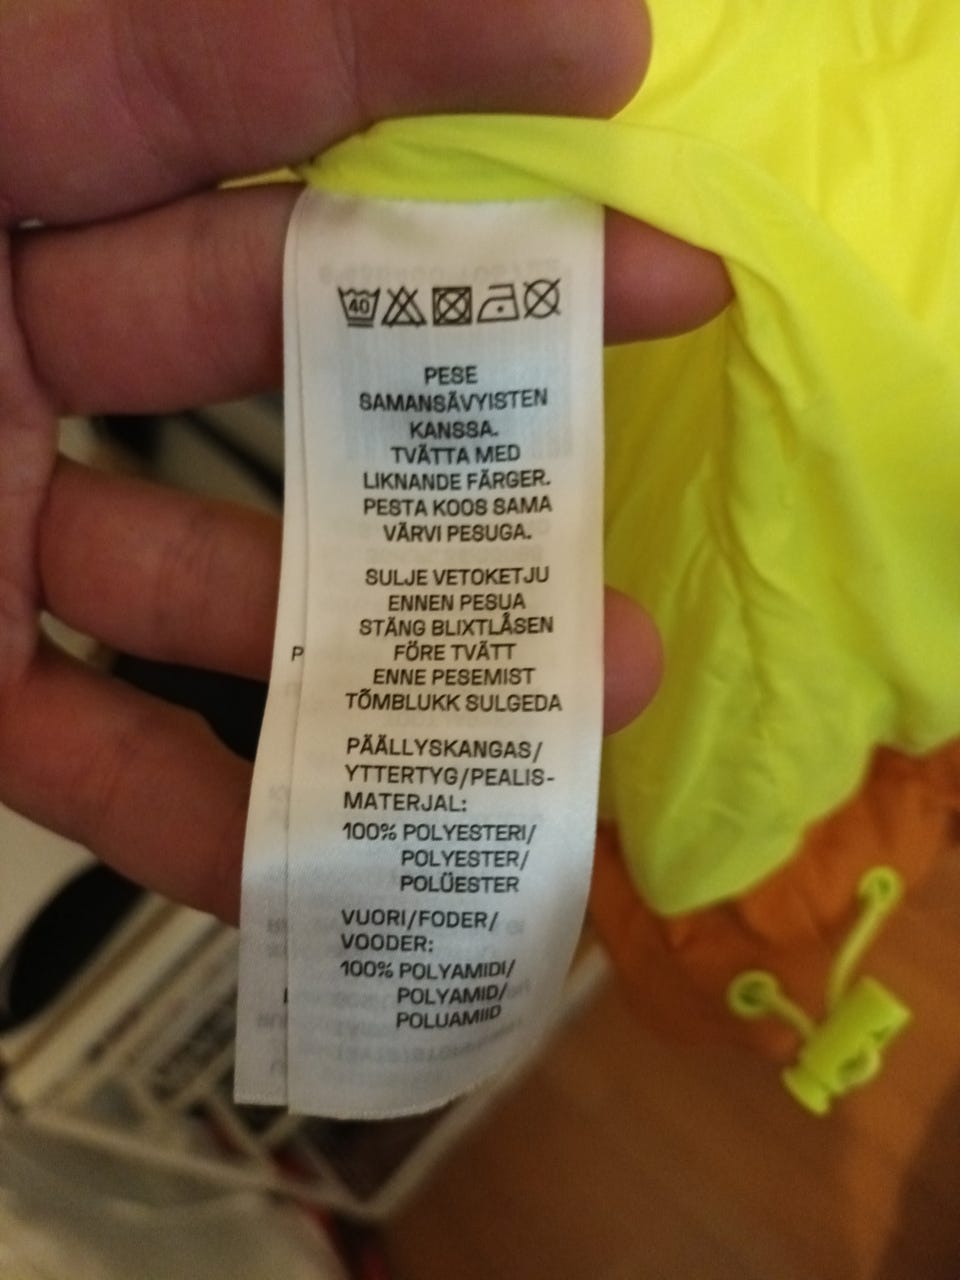 40
PESE
SAMANSÄVYISTEN
KANSSA.
TVÄTTA MED
LIKNANDE FÄRGER.
PESTA KOOS SAMA
VÄRVI PESUGA.
SULJE VETOKETJU
ENNEN PESUA
STÄNG BLIXTLÅSEN
FÖRE TVÄTT
ENNE PESEMIST
TÕMBLUKK SULGEDA
PÄÄLLYSKANGAS/
YTTERTYG/PEALIS-
MATERJAL:
100% POLYESTERI/
POLYESTER/
POLÜESTER
VUORI/FODER/
VOODER:
100% POLYAMIDI/
POLYAMID/
POLUAMIID
P